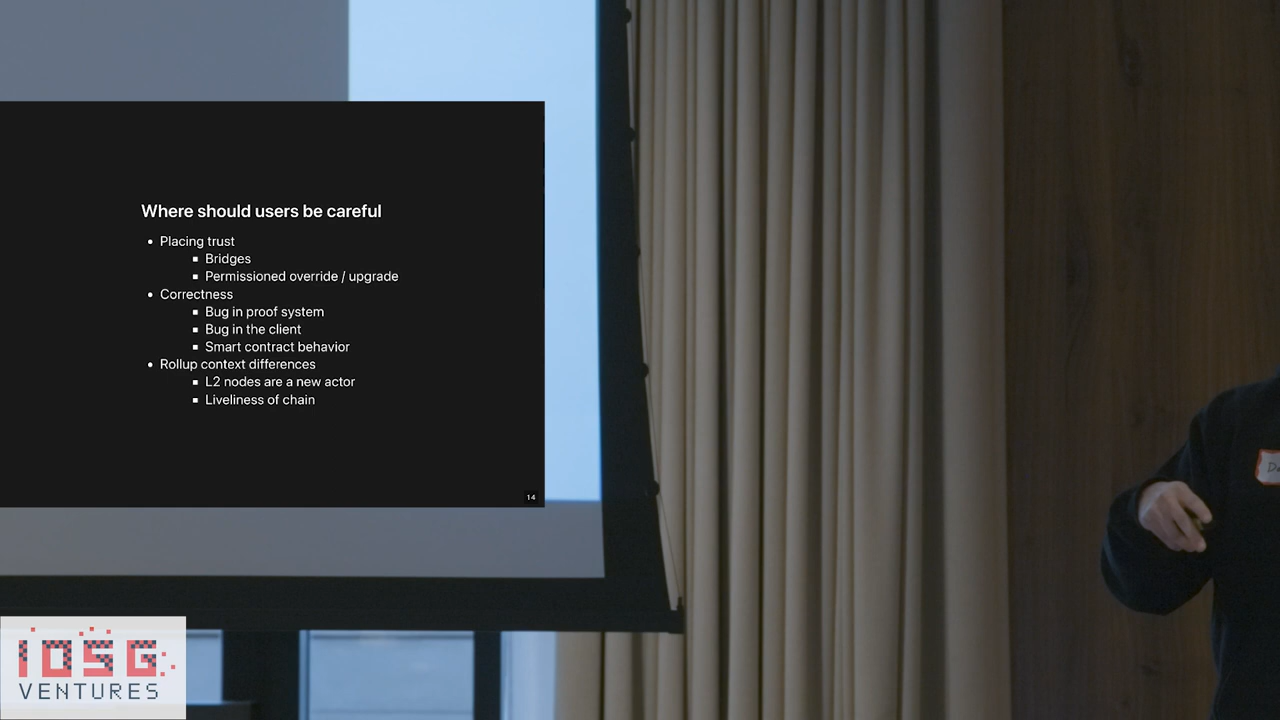 Where should users be careful
• Placing trust
▪ Bridges
▪ Permissioned override / upgrade
• Correctness
▪ Bug in proof system
▪ Bug in the client
▪ Smart contract behavior
• Rollup context differences
▪ L2 nodes are a new actor
▪ Liveliness of chain
14
IOSG
VENTURES